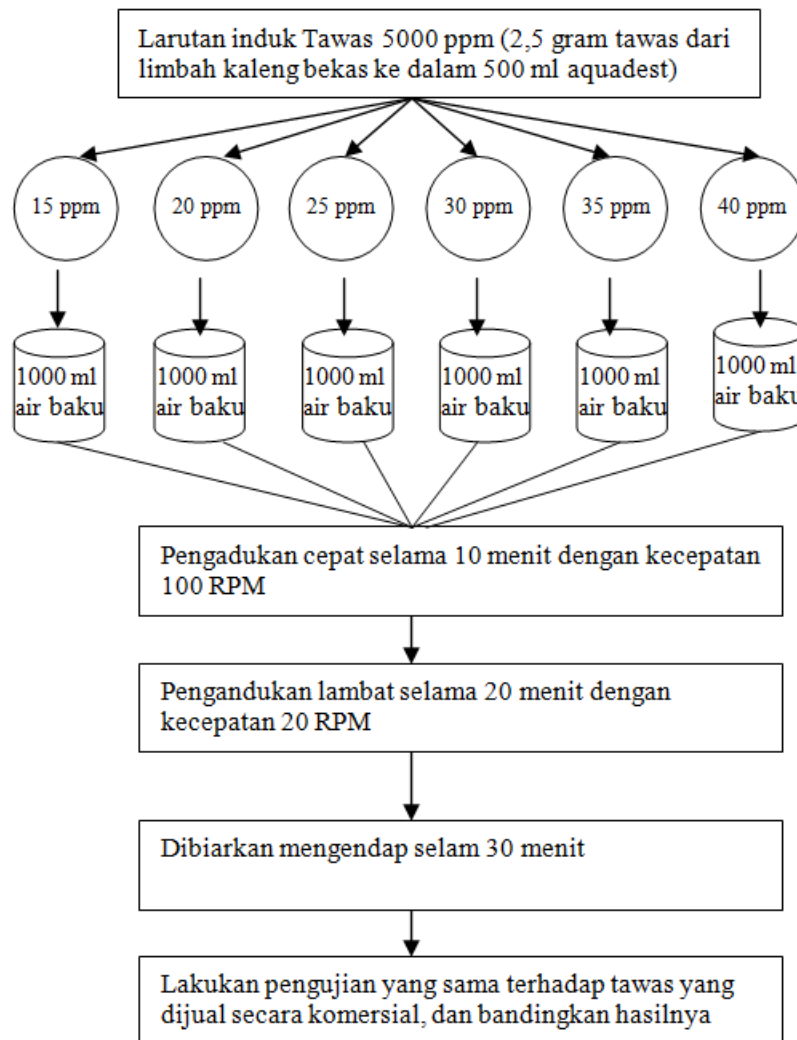 Larutan induk Tawas 5000 ppm (2,5 gram tawas dari
limbah kaleng bekas ke dalam 500 ml aquadest)
15 ppm
20 ppm
25 ppm
30 ppm
35 ppm
40 ppm
1000 ml
air baku
1000 ml
air baku
1000 ml
air baku
1000 ml
air baku
1000 ml
air baku
1000 ml
air baku
Pengadukan cepat selama 10 menit dengan kecepatan
100 RPM
Pengandukan lambat selama 20 menit dengan
kecepatan 20 RPM
Dibiarkan mengendap selam 30 menit
Lakukan pengujian yang sama terhadap tawas yang
dijual secara komersial, dan bandingkan hasilnya